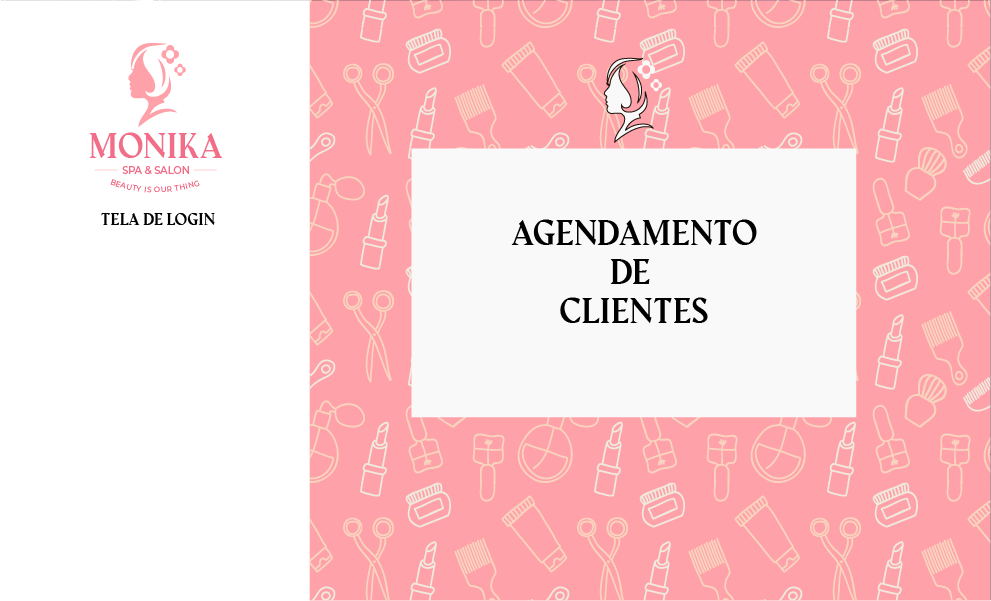 MONIKA
SPA & SALON
BEAUTY IS OUR THING
TELA DE LOGIN
AGENDAMENTO
DE
CLIENTES